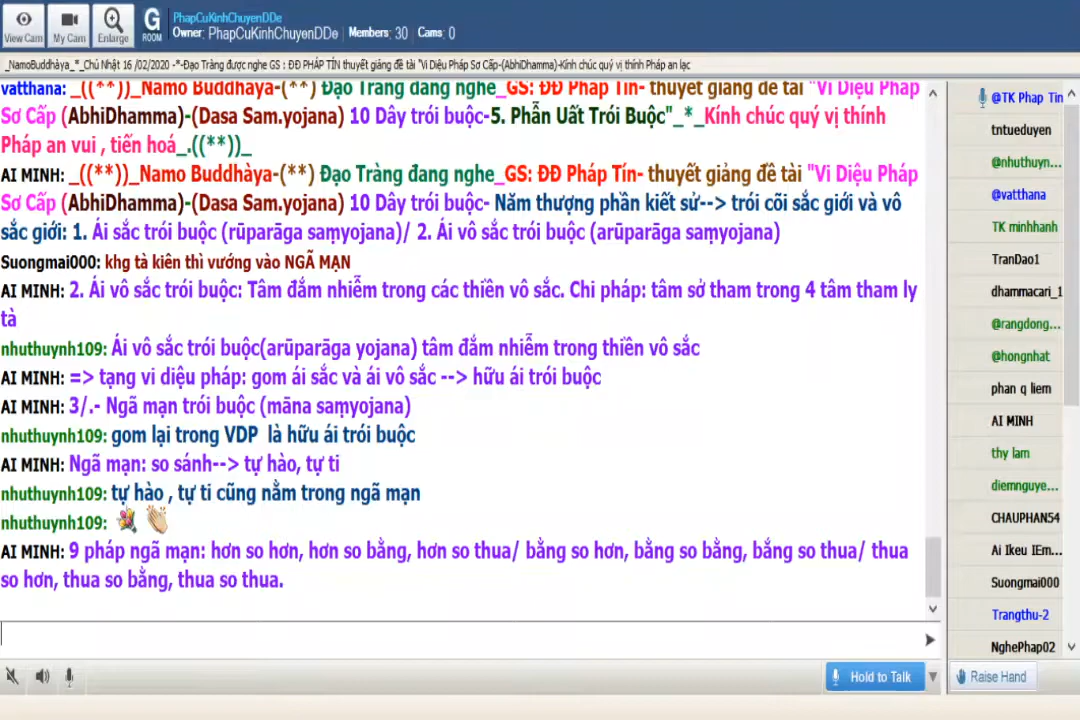 PhapCuKinhChuyenDDe
Owner: PhapCuKinhChuyenDDe | Members: 30 | Cams: 0
View Cam
My Cam
Enlarge
G ROOM
_NamoBuddhàya_*_Chủ Nhật 16 /02/2020 -*-Đạo Tràng được nghe GS : ĐĐ PHÁP TÍN thuyết giảng đề tài "Vi Diệu Pháp Sơ Cấp-(AbhiDhamma)-Kính chúc quý vị thính Pháp an lạc
vatthana: _((**))_Namo Buddhàya-(**) Đạo Tràng đang nghe_GS: ĐĐ Pháp Tín- thuyết giảng đề tài "Vi Diệu Pháp
Sơ Cấp (AbhiDhamma)-(Dasa Sam.yojana) 10 Dây trói buộc-5. Phẫn Uất Trói Buộc"_*_Kính chúc quý vị thính
Pháp an vui , tiến hoá_.((**))_
AI MINH: _((**))_Namo Buddhàya-(**) Đạo Tràng đang nghe_GS: ĐĐ Pháp Tín- thuyết giảng đề tài "Vi Diệu Pháp
Sơ Cấp (AbhiDhamma)-(Dasa Sam.yojana) 10 Dây trói buộc- Năm thượng phần kiết sử--> trói cõi sắc giới và vô
sắc giới: 1. Ái sắc trói buộc (rūparāga saṃyojana)/ 2. Ái vô sắc trói buộc (arūparāga saṃyojana)
Suongmai000: khg tà kiên thì vướng vào NGÃ MẠN
AI MINH: 2. Ái vô sắc trói buộc: Tâm đắm nhiễm trong các thiền vô sắc. Chi pháp: tâm sở tham trong 4 tâm tham ly
tà
nhuthuynh109: Ái vô sắc trói buộc(arūparāga yojana) tâm đắm nhiễm trong thiền vô sắc
AI MINH: => tạng vi diệu pháp: gom ái sắc và ái vô sắc --> hữu ái trói buộc
AI MINH: 3/.- Ngã mạn trói buộc (māna saṃyojana)
nhuthuynh109: gom lại trong VDP là hữu ái trói buộc
AI MINH: Ngã mạn: so sánh--> tự hào, tự ti
nhuthuynh109: tự hào , tự ti cũng nằm trong ngã mạn
nhuthuynh109:
AI MINH: 9 pháp ngã mạn: hơn so hơn, hơn so bằng, hơn so thua/ bằng so hơn, bằng so bằng, bắng so thua/ thua
so hơn, thua so bằng, thua so thua.
@TK Phap Tin
tntueduyen
@nhuthuyn...
@vatthana
TK minhhanh
TranDao1
dhammacari_1
@rangdong...
@hongnhat
phan q liem
AI MINH
thy lam
diemnguye...
CHAUPHAN54
Ai Ikeu IEm...
Suongmai000
Trangthu-2
NghePhap02
Hold to Talk
Raise Hand